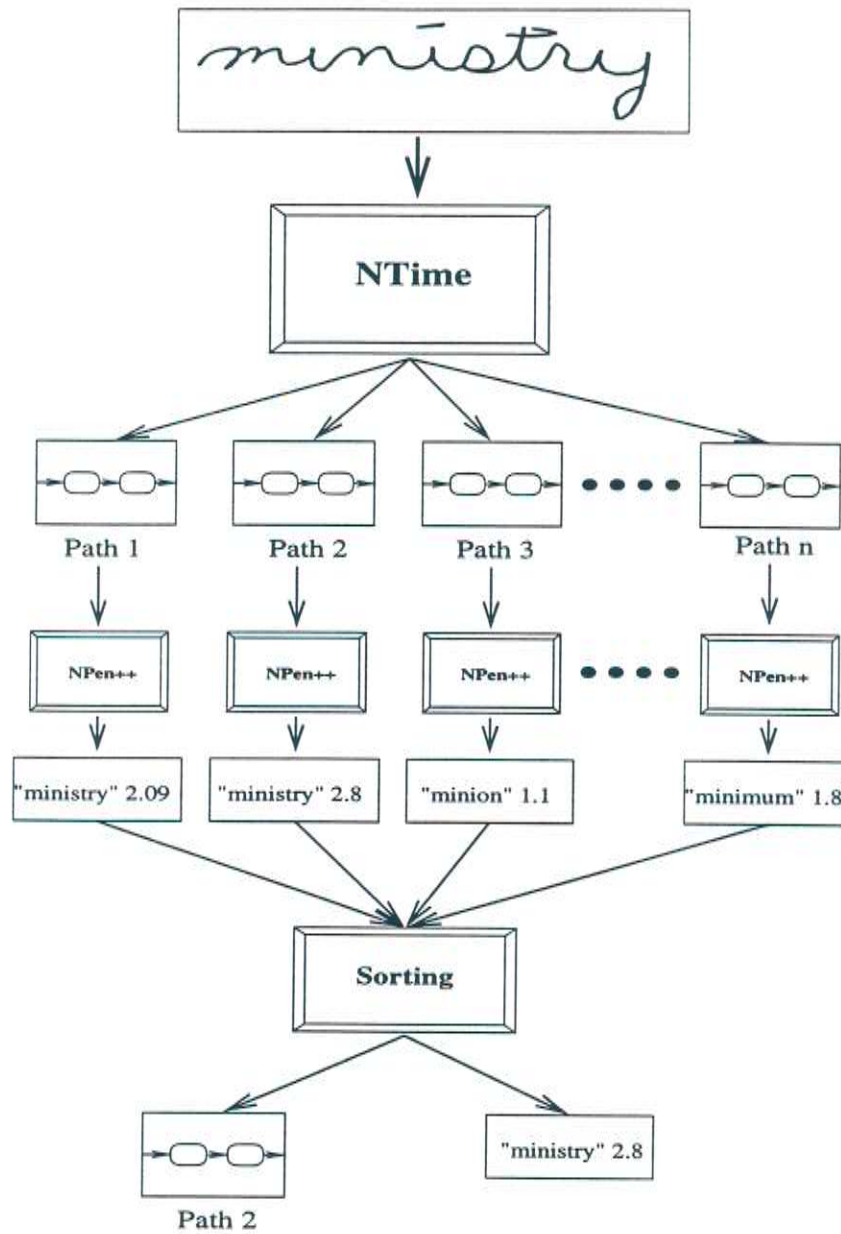 ministry
NTime
Path 1 Path 2 Path 3 Path n
NPen++ NPen++ NPen++ NPen++
"ministry" 2.09 "ministry" 2.8 "minion" 1.1 "minimum" 1.8
Sorting
"ministry" 2.8
Path 2